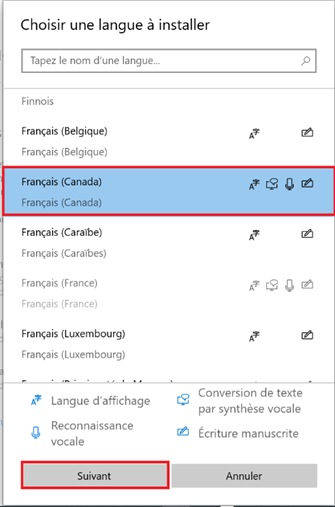 Choisir une langue à installer
Tapez le nom d'une langue...
Finnois
Français (Belgique)
Français (Belgique)
Français (Canada)
Français (Canada)
Français (Caraïbe)
Français (Caraïbes)
Français (France)
Français (France)
Français (Luxembourg)
Français (Luxembourg)
Langue d'affichage
Conversion de texte
par synthèse vocale
Reconnaissance
vocale
Écriture manuscrite
Suivant
Annuler